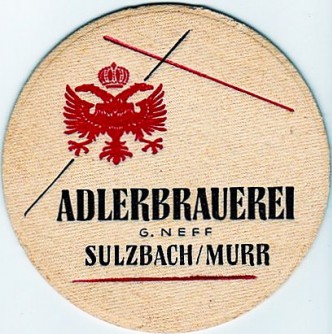 ADLERBRAUEREI
G. NEFF
SULZBACH/MURR